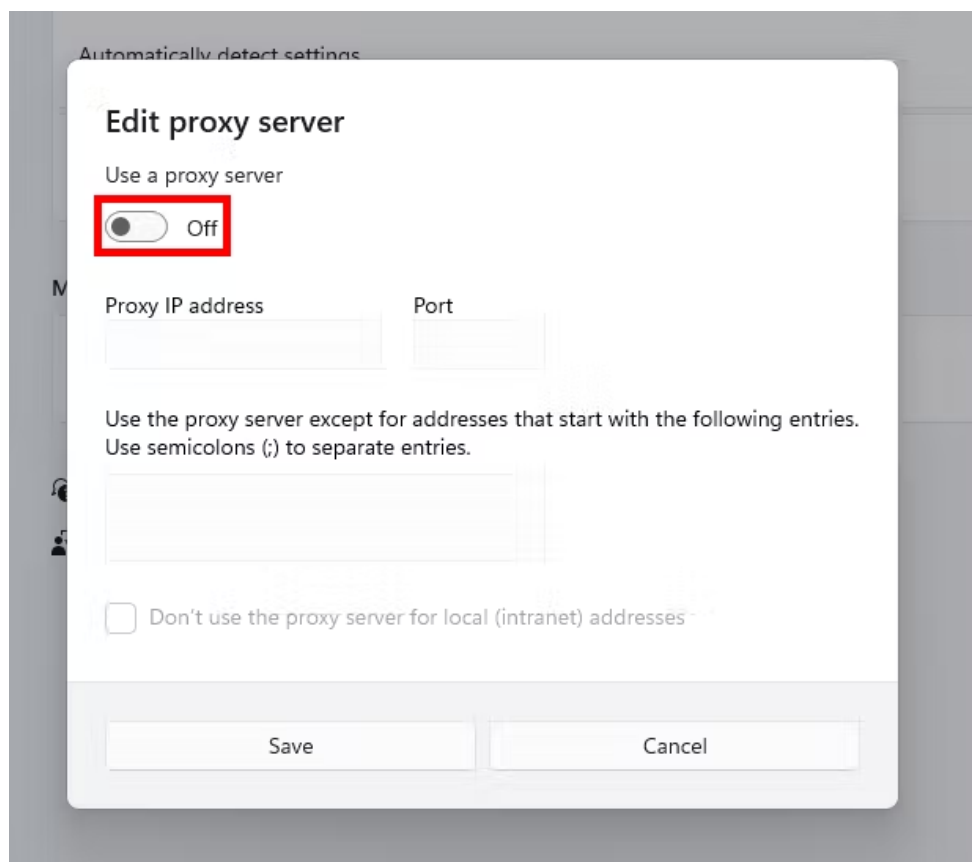 Automatically detect settings
Edit proxy server
Use a proxy server
Off
M
Proxy IP address Port
Use the proxy server except for addresses that start with the following entries.
Use semicolons (;) to separate entries.
Don't use the proxy server for local (intranet) addresses
Save Cancel